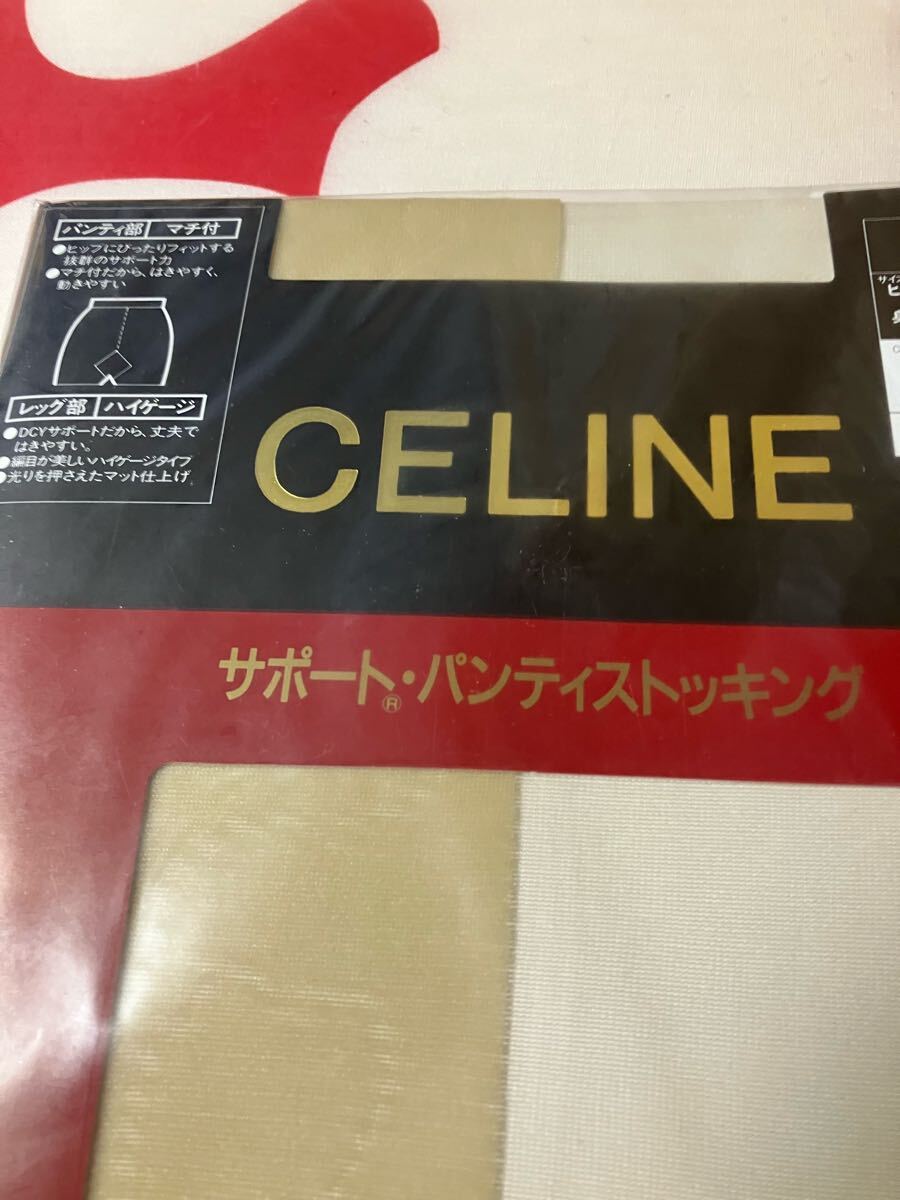 パンティ部 マチ付
●ヒップにぴったりフィットする
抜群のサポート力
●マチ付だから、はきやすく、
動きやすい
レッグ部 ハイゲージ
●DCYサポートだから、丈夫で
はきやすい。
●編目が美しいハイゲージタイプ
●光りを押さえたマット仕上げ
CELINE
サポート®・パンティストッキング
サイズ
ヒ
身